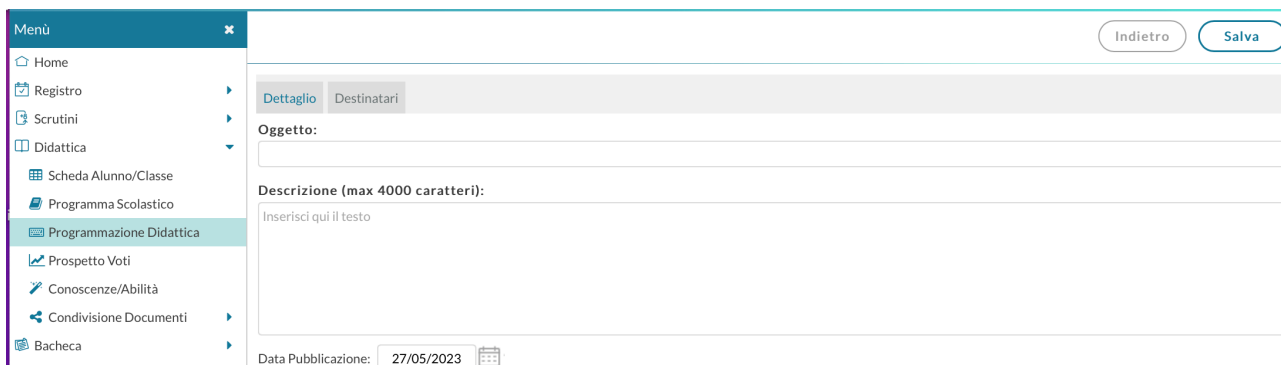 Menù
Home
Registro
Scrutini
Didattica
Scheda Alunno/Classe
Programma Scolastico
Programmazione Didattica
Prospetto Voti
Conoscenze/Abilità
Condivisione Documenti
Bacheca
Indietro Salva
Dettaglio Destinatari
Oggetto:
Descrizione (max 4000 caratteri):
Inserisci qui il testo
Data Pubblicazione: 27/05/2023